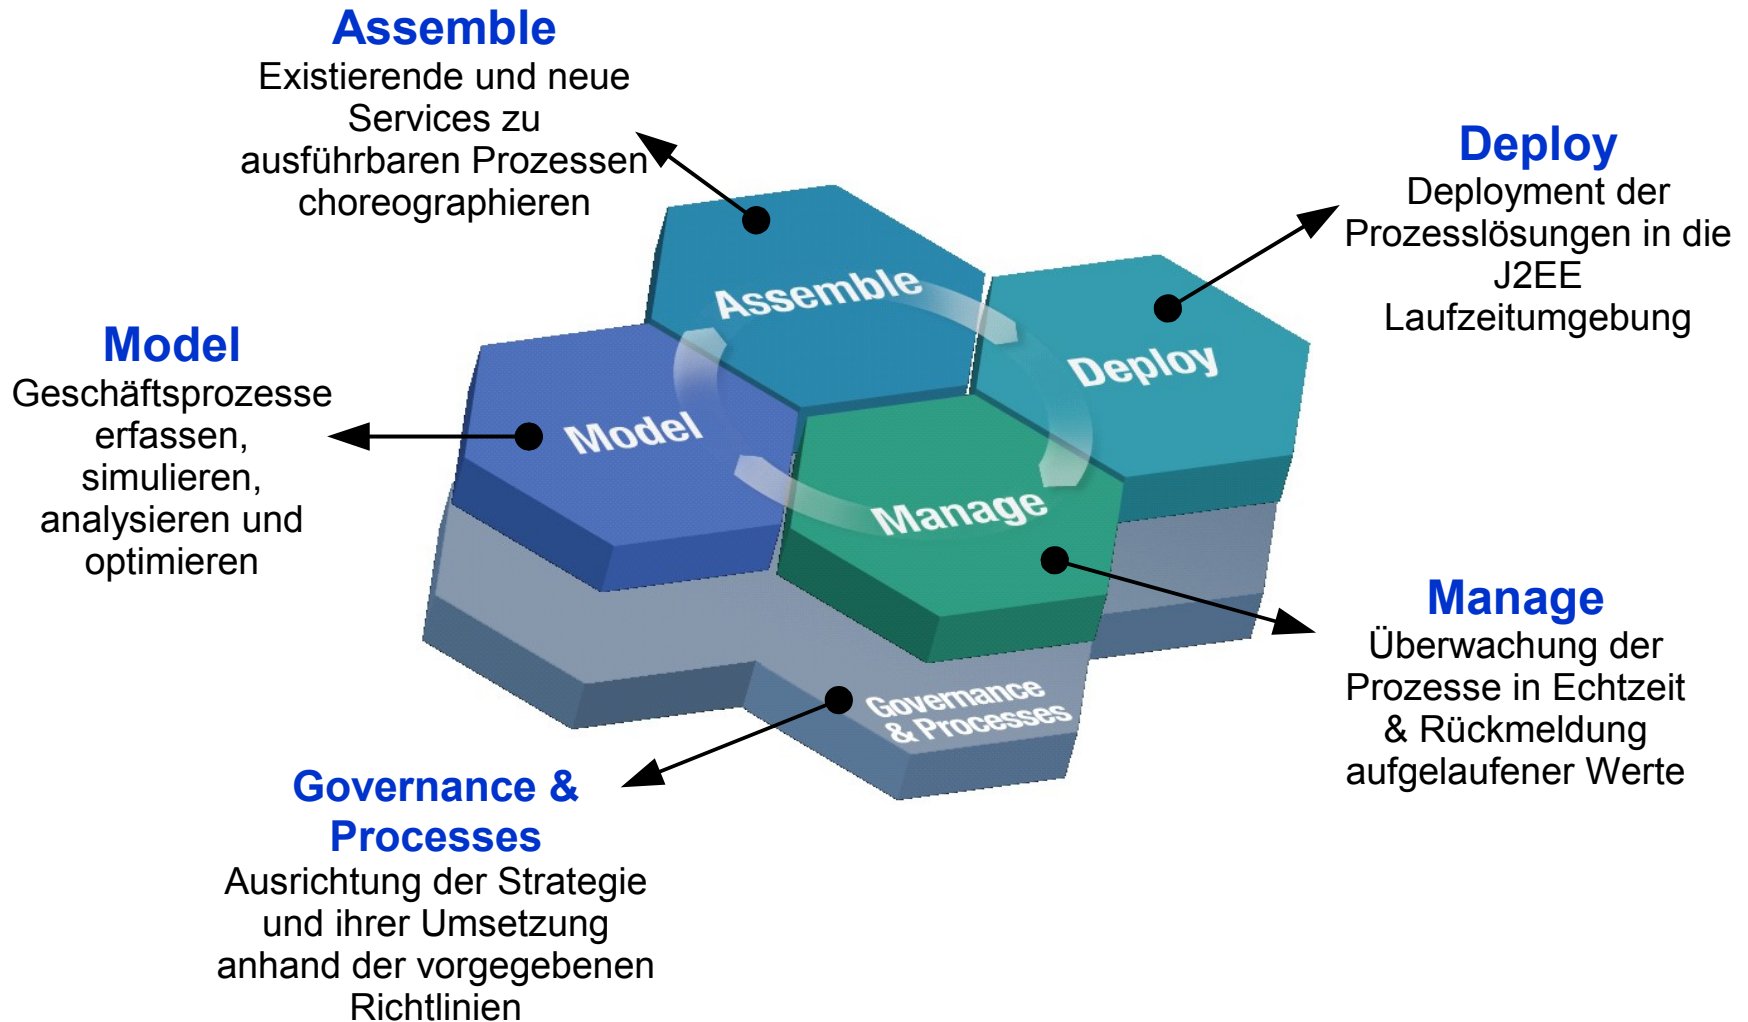 Assemble
Existierende und neue
Services zu
ausführbaren Prozessen
choreographieren
Deploy
Deployment der
Prozesslösungen in die
J2EE
Laufzeitumgebung
Model
Geschäftsprozesse
erfassen,
simulieren,
analysieren und
optimieren
Assemble
Deploy
Model
Manage
Governance
& Processes
Manage
Überwachung der
Prozesse in Echtzeit
& Rückmeldung
aufgelaufener Werte
Governance &
Processes
Ausrichtung der Strategie
und ihrer Umsetzung
anhand der vorgegebenen
Richtlinien